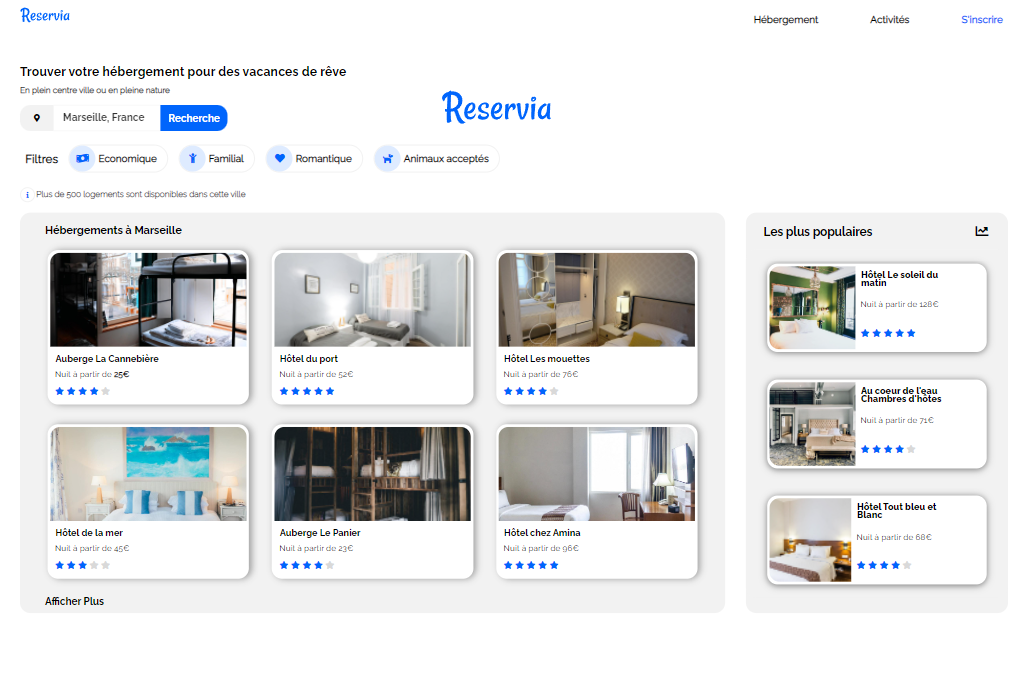 Reservia
Hébergement
Activités
S'inscrire
Trouver votre hébergement pour des vacances de rêve
En plein centre ville ou en pleine nature
Marseille, France
Recherche
Reservia
Filtres
Economique
Familial
Romantique
Animaux acceptés
Plus de 500 logements sont disponibles dans cette ville
Hébergements à Marseille
Auberge La Cannebière
Nuit à partir de 25€
Hôtel du port
Nuit à partir de 52€
Hôtel Les mouettes
Nuit à partir de 76€
Hôtel de la mer
Nuit à partir de 45€
Auberge Le Panier
Nuit à partir de 23€
Hôtel chez Amina
Nuit à partir de 96€
Afficher Plus
Les plus populaires
Hôtel Le soleil du
matin
Nuit à partir de 128€
Au coeur de l'eau
Chambres d'hôtes
Nuit à partir de 71€
Hôtel Tout bleu et
Blanc
Nuit à partir de 68€